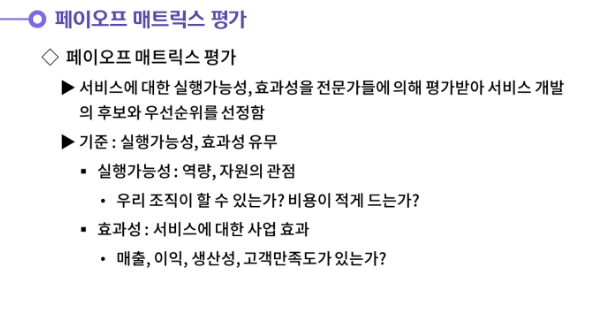 페이오프 매트릭스 평가
◇ 페이오프 매트릭스 평가
▶ 서비스에 대한 실행가능성, 효과성을 전문가들에 의해 평가받아 서비스 개발
의 후보와 우선순위를 선정함
▶ 기준 : 실행가능성, 효과성 유무
▪ 실행가능성 : 역량, 자원의 관점
• 우리 조직이 할 수 있는가? 비용이 적게 드는가?
▪ 효과성 : 서비스에 대한 사업 효과
• 매출, 이익, 생산성, 고객만족도가 있는가?